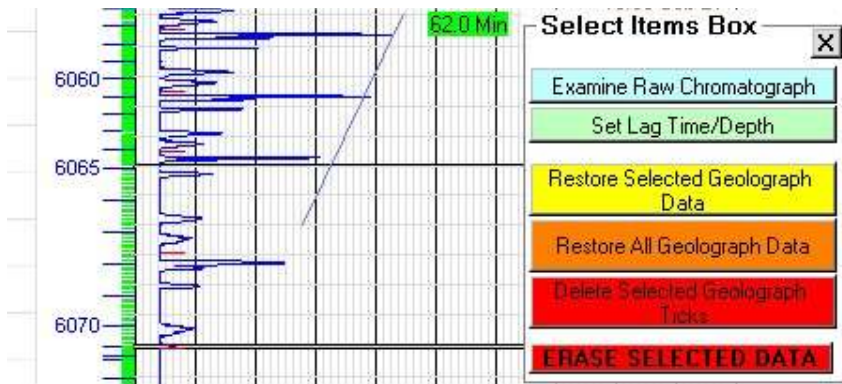 62.0 Min
Select Items Box
X
6060
Examine Raw Chromatograph
Set Lag Time/Depth
6065
Restore Selected Geolograph
Data
Restore All Geolograph Data
Delete Selected Geolograph
Ticks
6070
ERASE SELECTED DATA